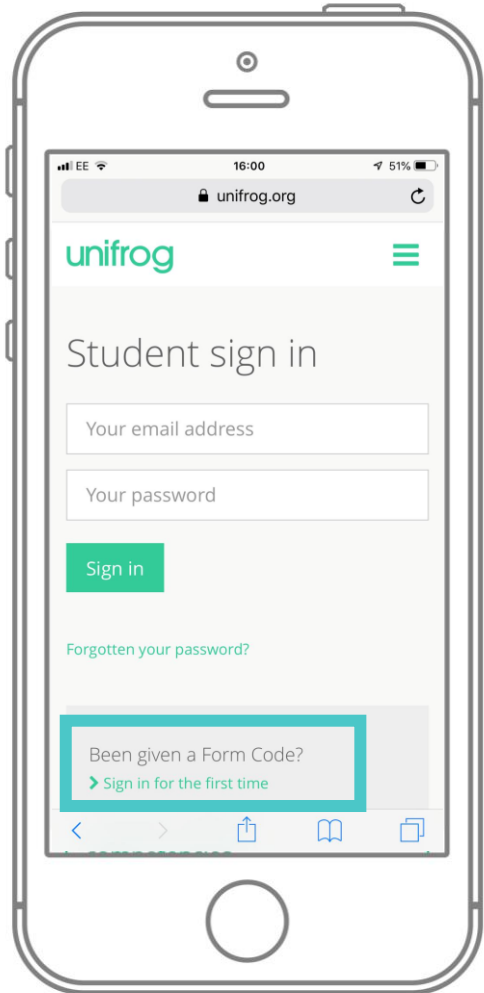 EE 16:00 51%
unifrog.org
unifrog
Student sign in
Your email address
Your password
Sign in
Forgotten your password?
Been given a Form Code?
Sign in for the first time